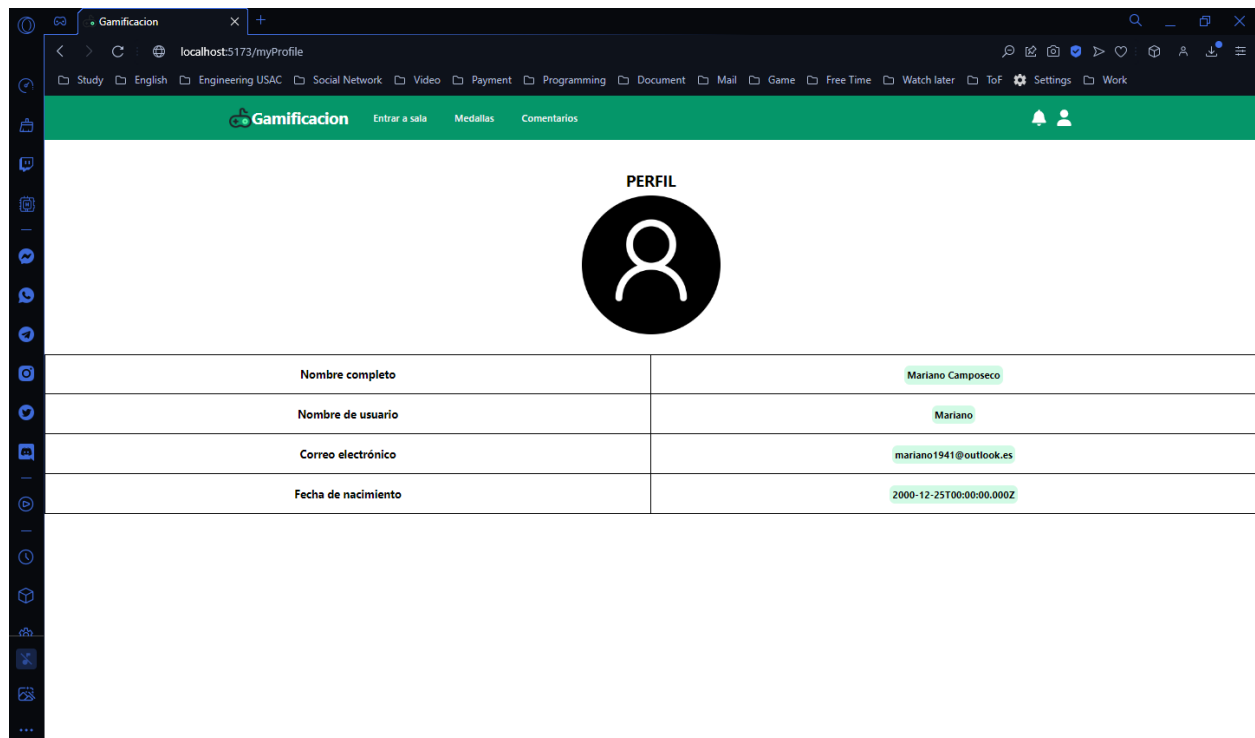 Gamificacion
localhost:5173/myProfile
Study English Engineering USAC Social Network Video Payment Programming Document Mail Game Free Time Watch later ToF Settings Work
Gamificacion Entrar a sala Medallas Comentarios
PERFIL
Nombre completo Mariano Camposeco
Nombre de usuario Mariano
Correo electrónico mariano1941@outlook.es
Fecha de nacimiento 2000-12-25T00:00:00.000Z